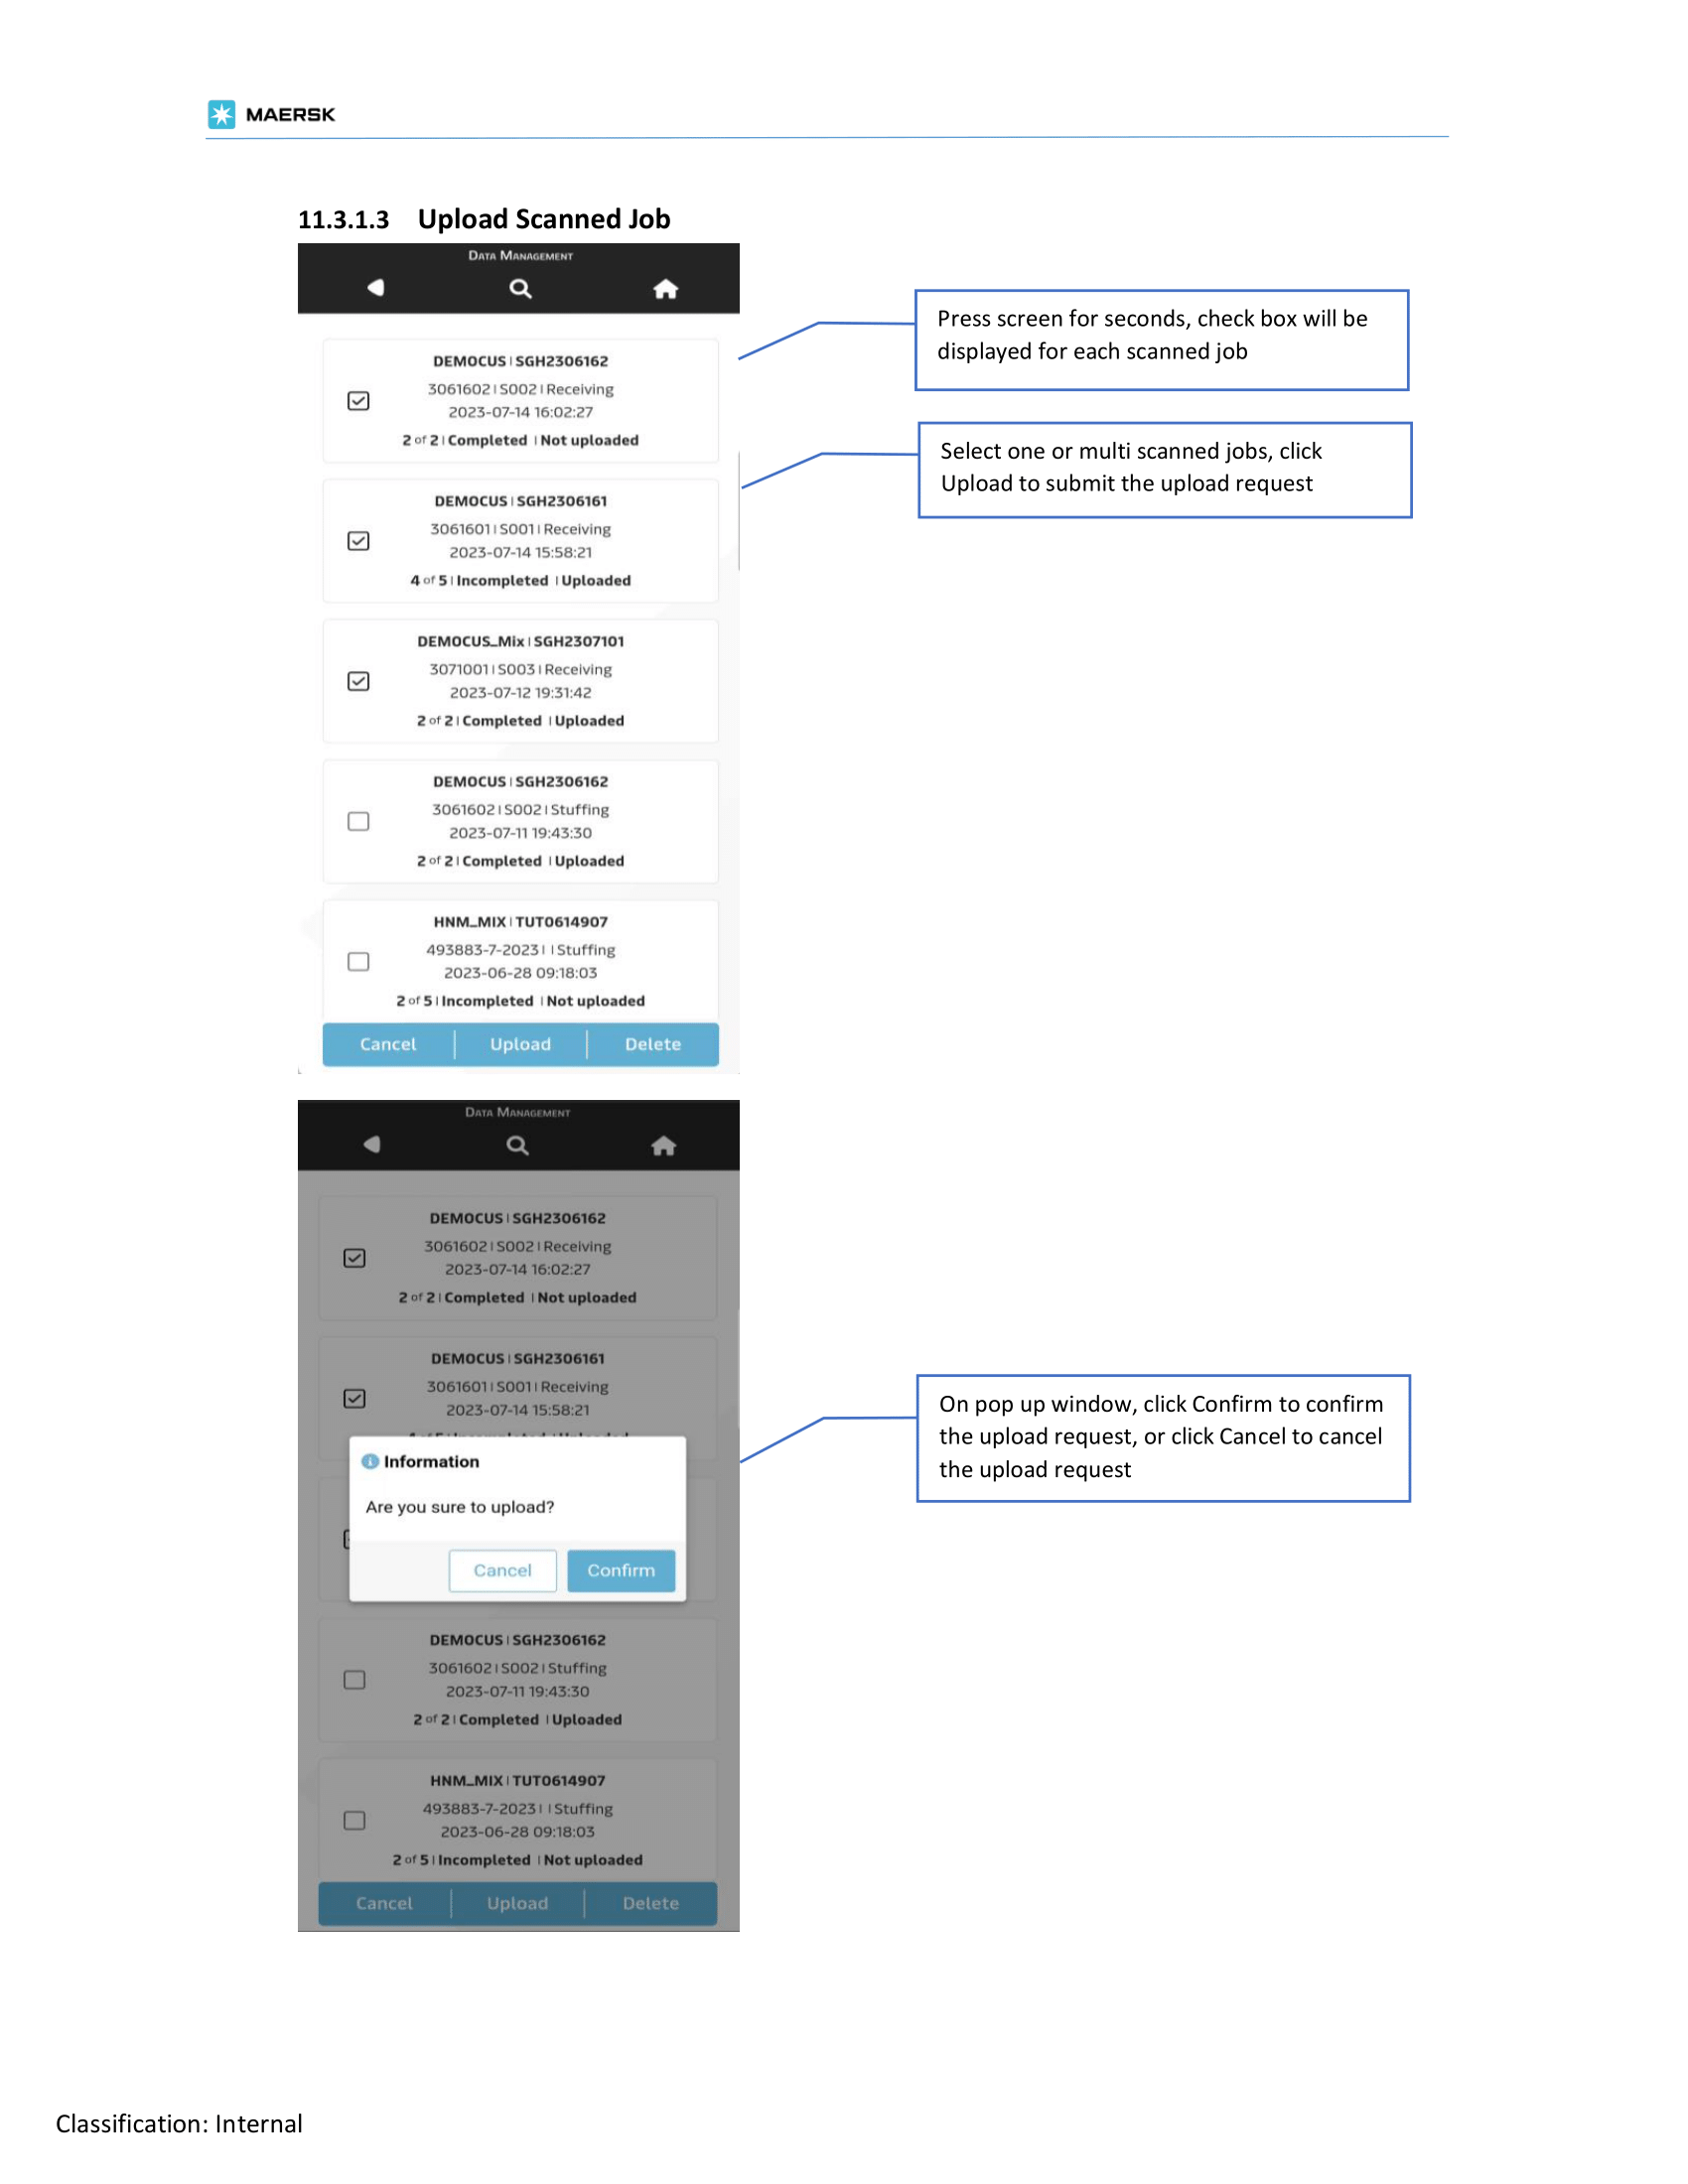 MAERSK
11.3.1.3 Upload Scanned Job
DATA MANAGEMENT
DEMOCUS | SGH2306162
3061602 | S002 | Receiving
2023-07-14 16:02:27
2 of 2 | Completed | Not uploaded
DEMOCUS | SGH2306161
3061601 | S001 | Receiving
2023-07-14 15:58:21
4 of 5 | Incompleted | Uploaded
DEMOCUS_Mix | SGH2307101
3071001 | S003 | Receiving
2023-07-12 19:31:42
2 of 2 | Completed | Uploaded
DEMOCUS | SGH2306162
3061602 | S002 | Stuffing
2023-07-11 19:43:30
2 of 2 | Completed | Uploaded
HNM_MIX | TUT0614907
493883-7-2023 | | Stuffing
2023-06-28 09:18:03
2 of 5 | Incompleted | Not uploaded
Cancel Upload Delete
Press screen for seconds, check box will be
displayed for each scanned job
Select one or multi scanned jobs, click
Upload to submit the upload request
DATA MANAGEMENT
DEMOCUS | SGH2306162
3061602 | S002 | Receiving
2023-07-14 16:02:27
2 of 2 | Completed | Not uploaded
DEMOCUS | SGH2306161
3061601 | S001 | Receiving
2023-07-14 15:58:21
Information
Are you sure to upload?
Cancel Confirm
DEMOCUS | SGH2306162
3061602 | S002 | Stuffing
2023-07-11 19:43:30
2 of 2 | Completed | Uploaded
HNM_MIX | TUT0614907
493883-7-2023 | | Stuffing
2023-06-28 09:18:03
2 of 5 | Incompleted | Not uploaded
Cancel Upload Delete
On pop up window, click Confirm to confirm
the upload request, or click Cancel to cancel
the upload request
Classification: Internal